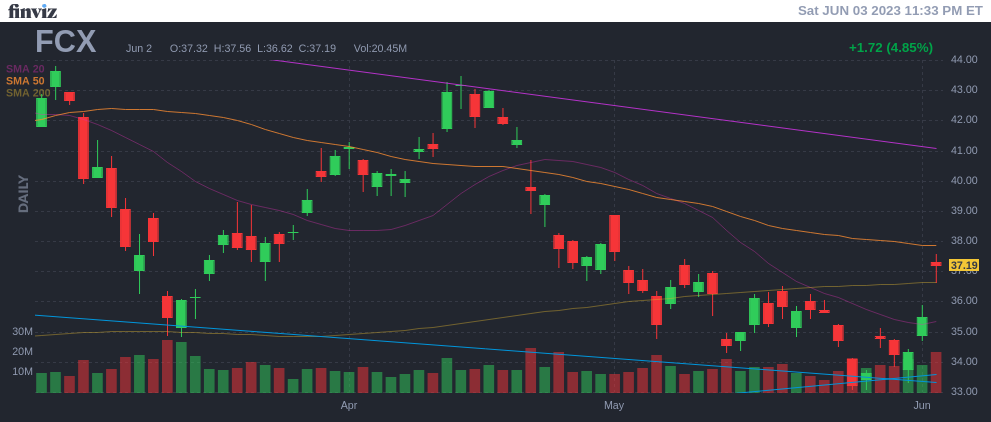 finviz
Sat JUN 03 2023 11:33 PM ET
FCX
Jun 2 O:37.32 H:37.56 L:36.62 C:37.19 Vol:20.45M
+1.72 (4.85%)
SMA 20
SMA 50
SMA 200
DAILY
44.00
43.00
42.00
41.00
40.00
39.00
38.00
37.19
36.00
35.00
34.00
33.00
30M
20M
10M
Apr
May
Jun